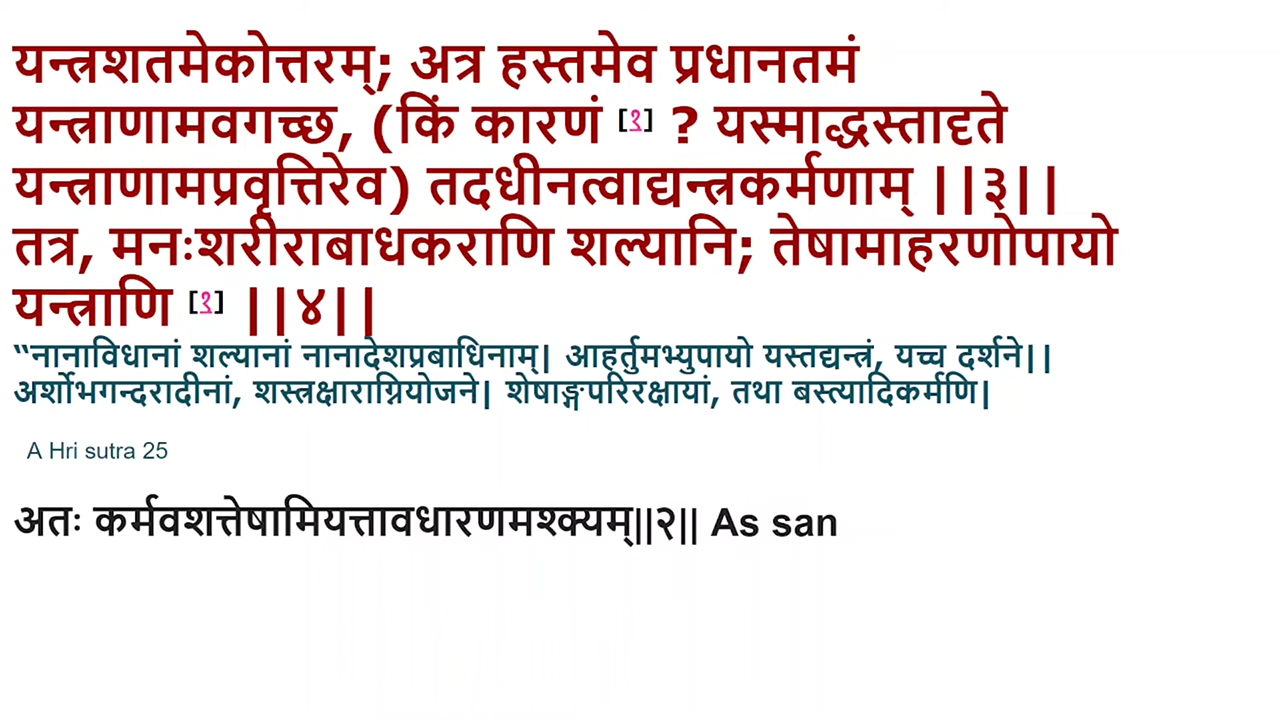 यन्त्रशतमेकोत्तरम्; अत्र हस्तमेव प्रधानतमं
यन्त्राणामवगच्छ, (किं कारणं [१] ? यस्माद्धस्तादृते
यन्त्राणामप्रवृत्तिरेव) तदधीनत्वाद्यन्त्रकर्मणाम् ||३||
तत्र, मनःशरीराबाधकराणि शल्यानि; तेषामाहरणोपायो
यन्त्राणि [१] ||४||
“नानाविधानां शल्यानां नानादेशप्रबाधिनाम्| आहर्तुमभ्युपायो यस्तद्यन्त्रं, यच्च दर्शने||
अर्शोभगन्दरादीनां, शस्त्रक्षाराग्नियोजने| शेषाङ्गपरिरक्षायां, तथा बस्त्यादिकर्मणि|
A Hri sutra 25
अतः कर्मवशत्तेषामियत्तावधारणमश्क्यम्||२|| As san